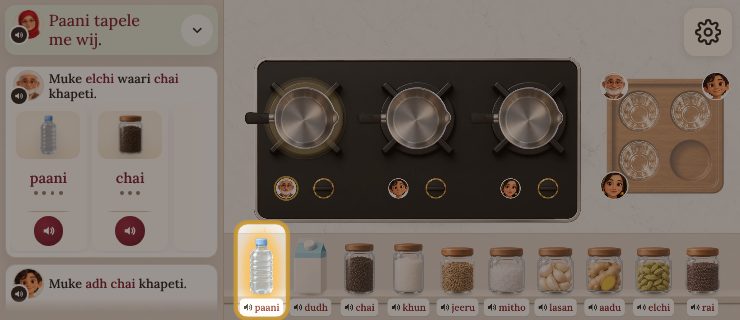 Paani tapele
me wij.
Muke elchi waari chai
khapeti.
paani
chai
Muke adh chai khapeti.
paani
dudh
chai
khun
jeeru
mitho
lasan
aadu
elchi
rai